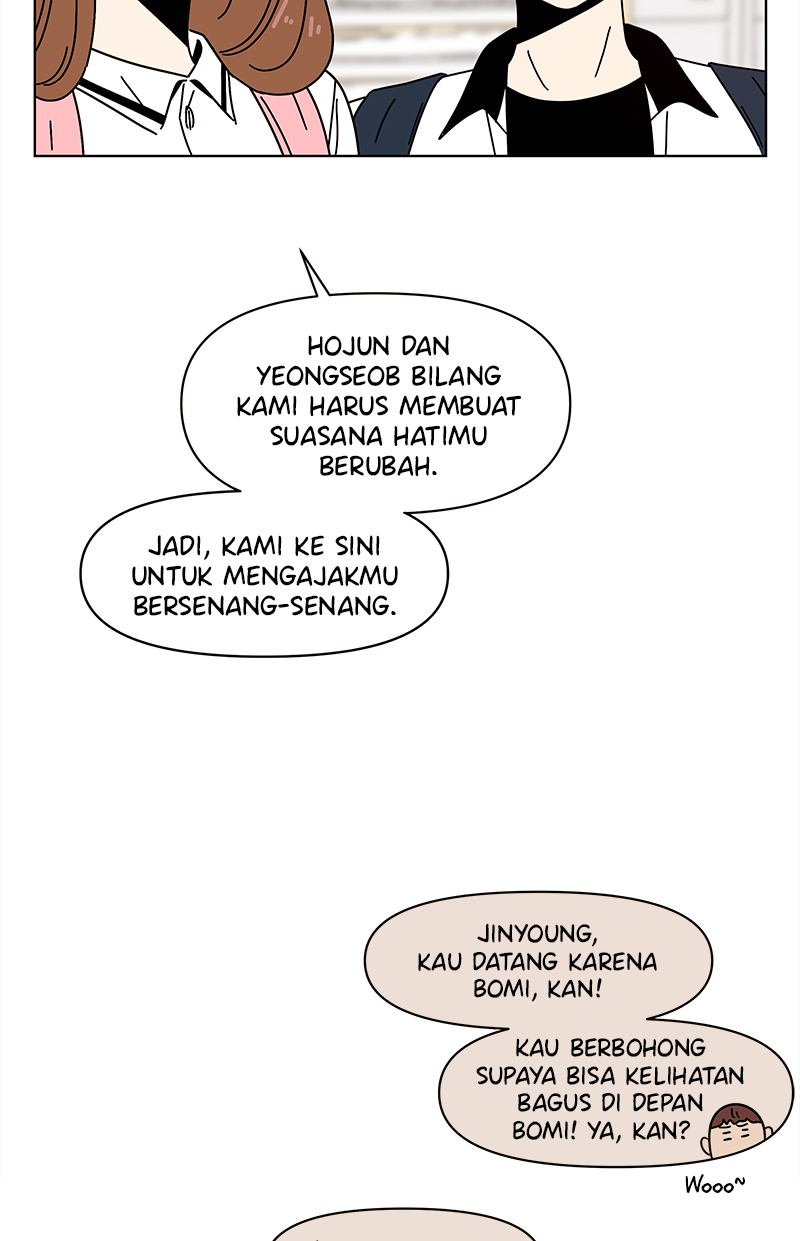 HOJUN DAN
YEONGSEOB BILANG
KAMI HARUS MEMBUAT
SUASANA HATIMU
BERUBAH.
JADI, KAMI KE SINI
UNTUK MENGAJAKMU
BERSENANG-SENANG.
JINYOUNG,
KAU DATANG KARENA
BOMI, KAN!
KAU BERBOHONG
SUPAYA BISA KELIHATAN
BAGUS DI DEPAN
BOMI! YA, KAN?
Wooo~